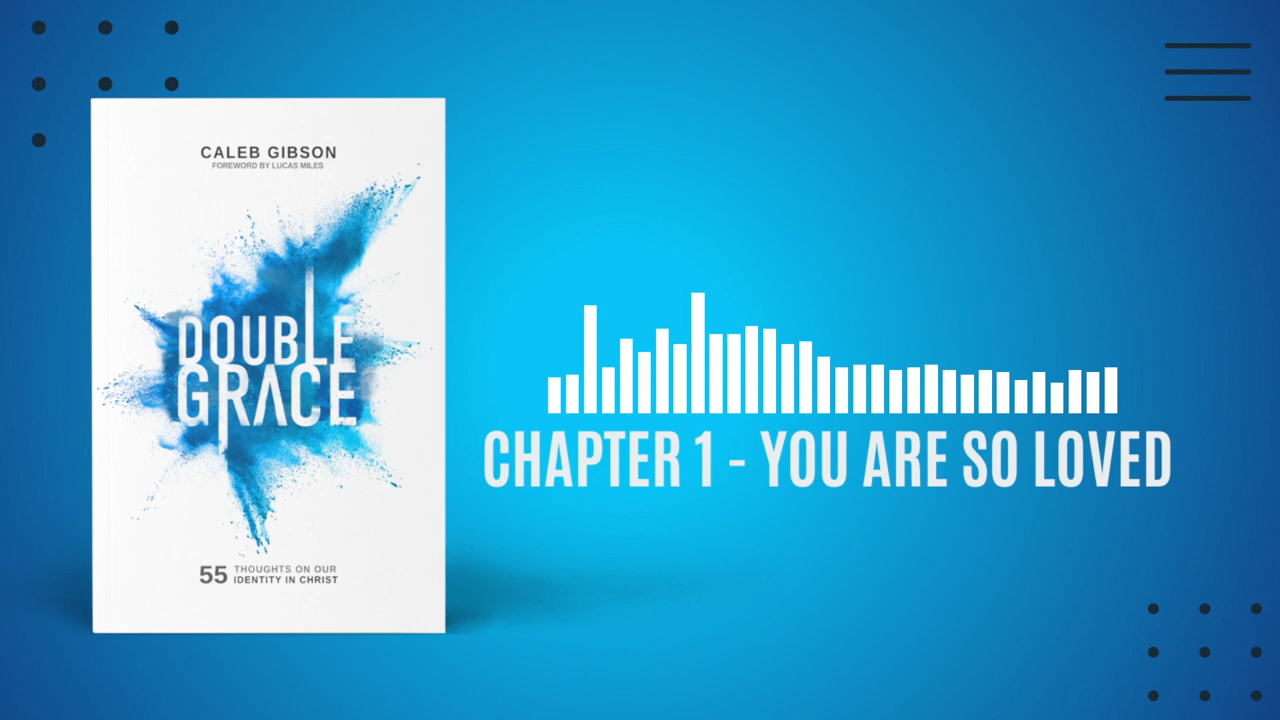 CALEB GIBSON
FOREWORD BY LUCAS MILES
DOUBLE
GRACE
55 THOUGHTS ON OUR
IDENTITY IN CHRIST
CHAPTER 1 - YOU ARE SO LOVED